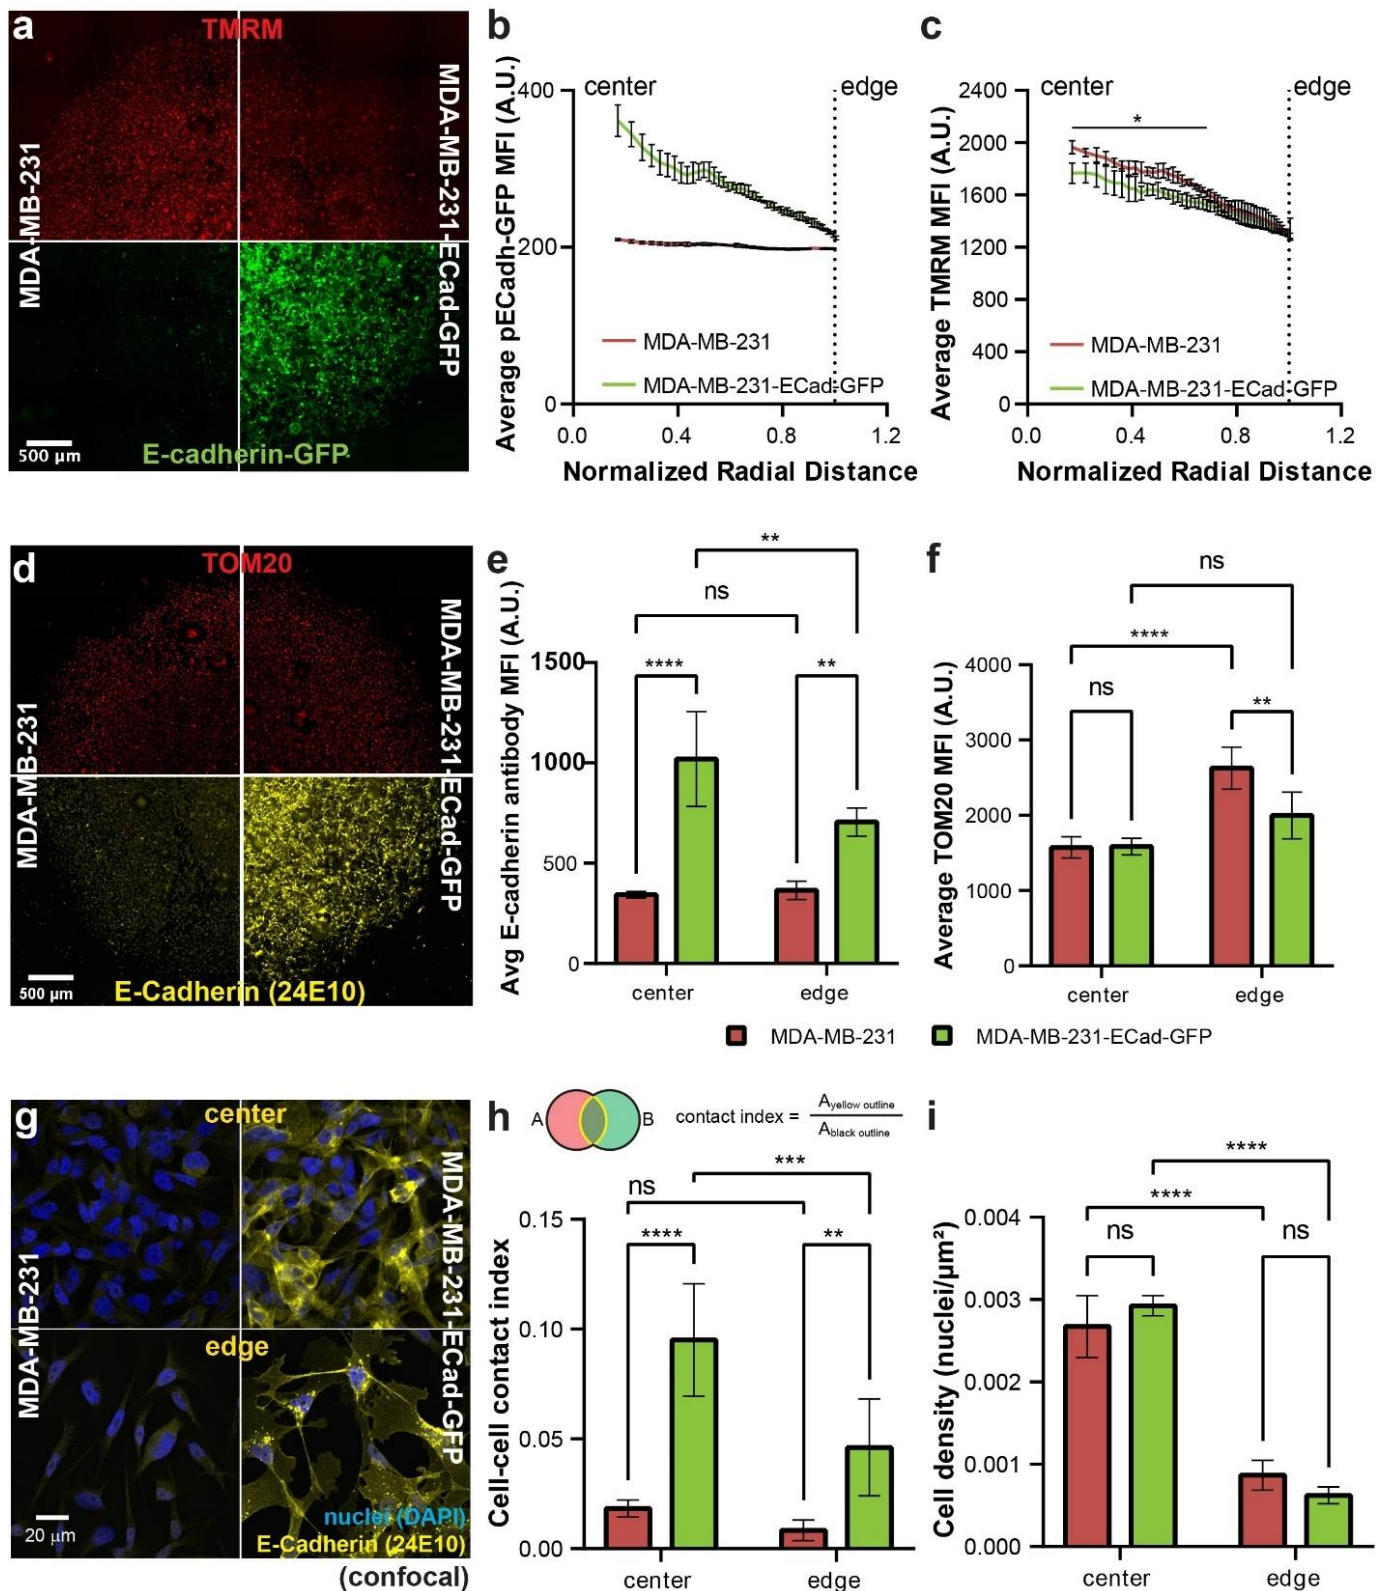 a
TMRM
MDA-MB-231
MDA-MB-231-ECad-GFP
500 µm
E-cadherin-GFP
b
Average pECadh-GFP MFI (A.U.)
400
200
0
center
edge
MDA-MB-231
MDA-MB-231-ECad-GFP
0.0 0.4 0.8 1.2
Normalized Radial Distance
c
Average TMRM MFI (A.U.)
2400
2000
1600
1200
800
400
0
center
edge
*
MDA-MB-231
MDA-MB-231-ECad-GFP
0.0 0.4 0.8 1.2
Normalized Radial Distance
d
TOM20
MDA-MB-231
MDA-MB-231-ECad-GFP
500 µm
E-Cadherin (24E10)
e
Avg E-cadherin antibody MFI (A.U.)
1500
1000
500
0
**
ns
**** **
center edge
f
Average TOM20 MFI (A.U.)
4000
3000
2000
1000
0
ns
****
ns **
center edge
MDA-MB-231 MDA-MB-231-ECad-GFP
g
center
MDA-MB-231
MDA-MB-231-ECad-GFP
edge
20 µm
nuclei (DAPI)
E-Cadherin (24E10)
(confocal)
h
A B
contact index = A yellow outline
A black outline
Cell-cell contact index
0.15
0.10
0.05
0.00
***
ns
**** **
center edge
i
Cell density (nuclei/µm²)
0.004
0.003
0.002
0.001
0.000
****
****
ns ns
center edge